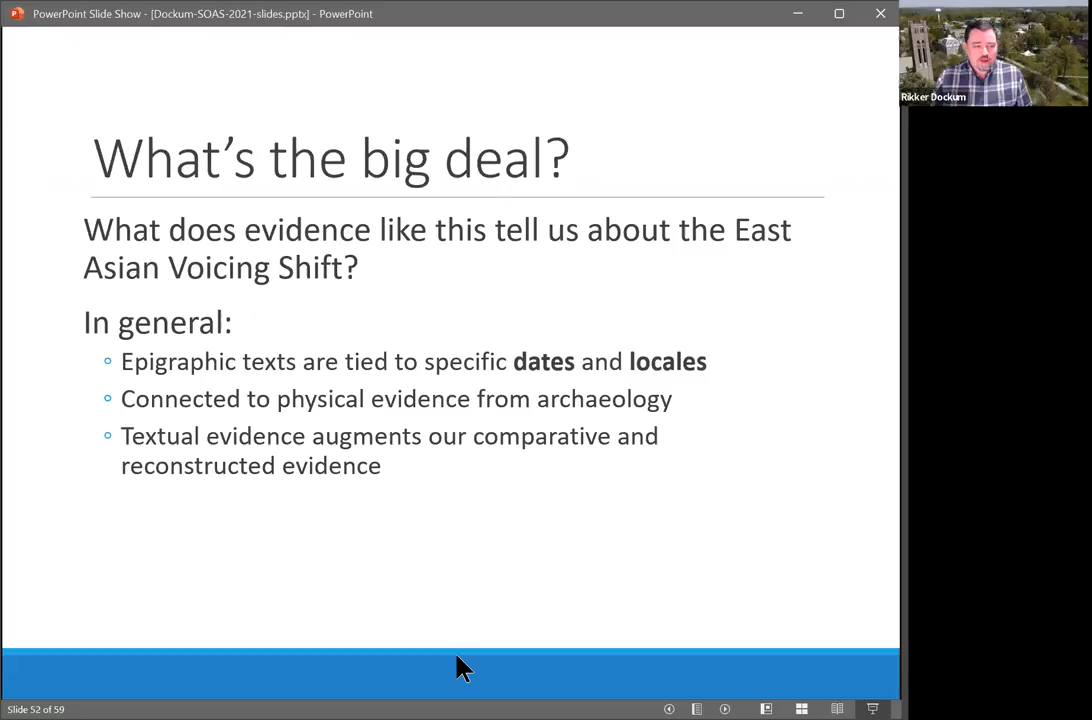 PowerPoint Slide Show - [Dockum-SOAS-2021-slides.pptx] - PowerPoint
Rikker Dockum
What's the big deal?
What does evidence like this tell us about the East
Asian Voicing Shift?
In general:
Epigraphic texts are tied to specific dates and locales
Connected to physical evidence from archaeology
Textual evidence augments our comparative and
reconstructed evidence
Slide 52 of 59